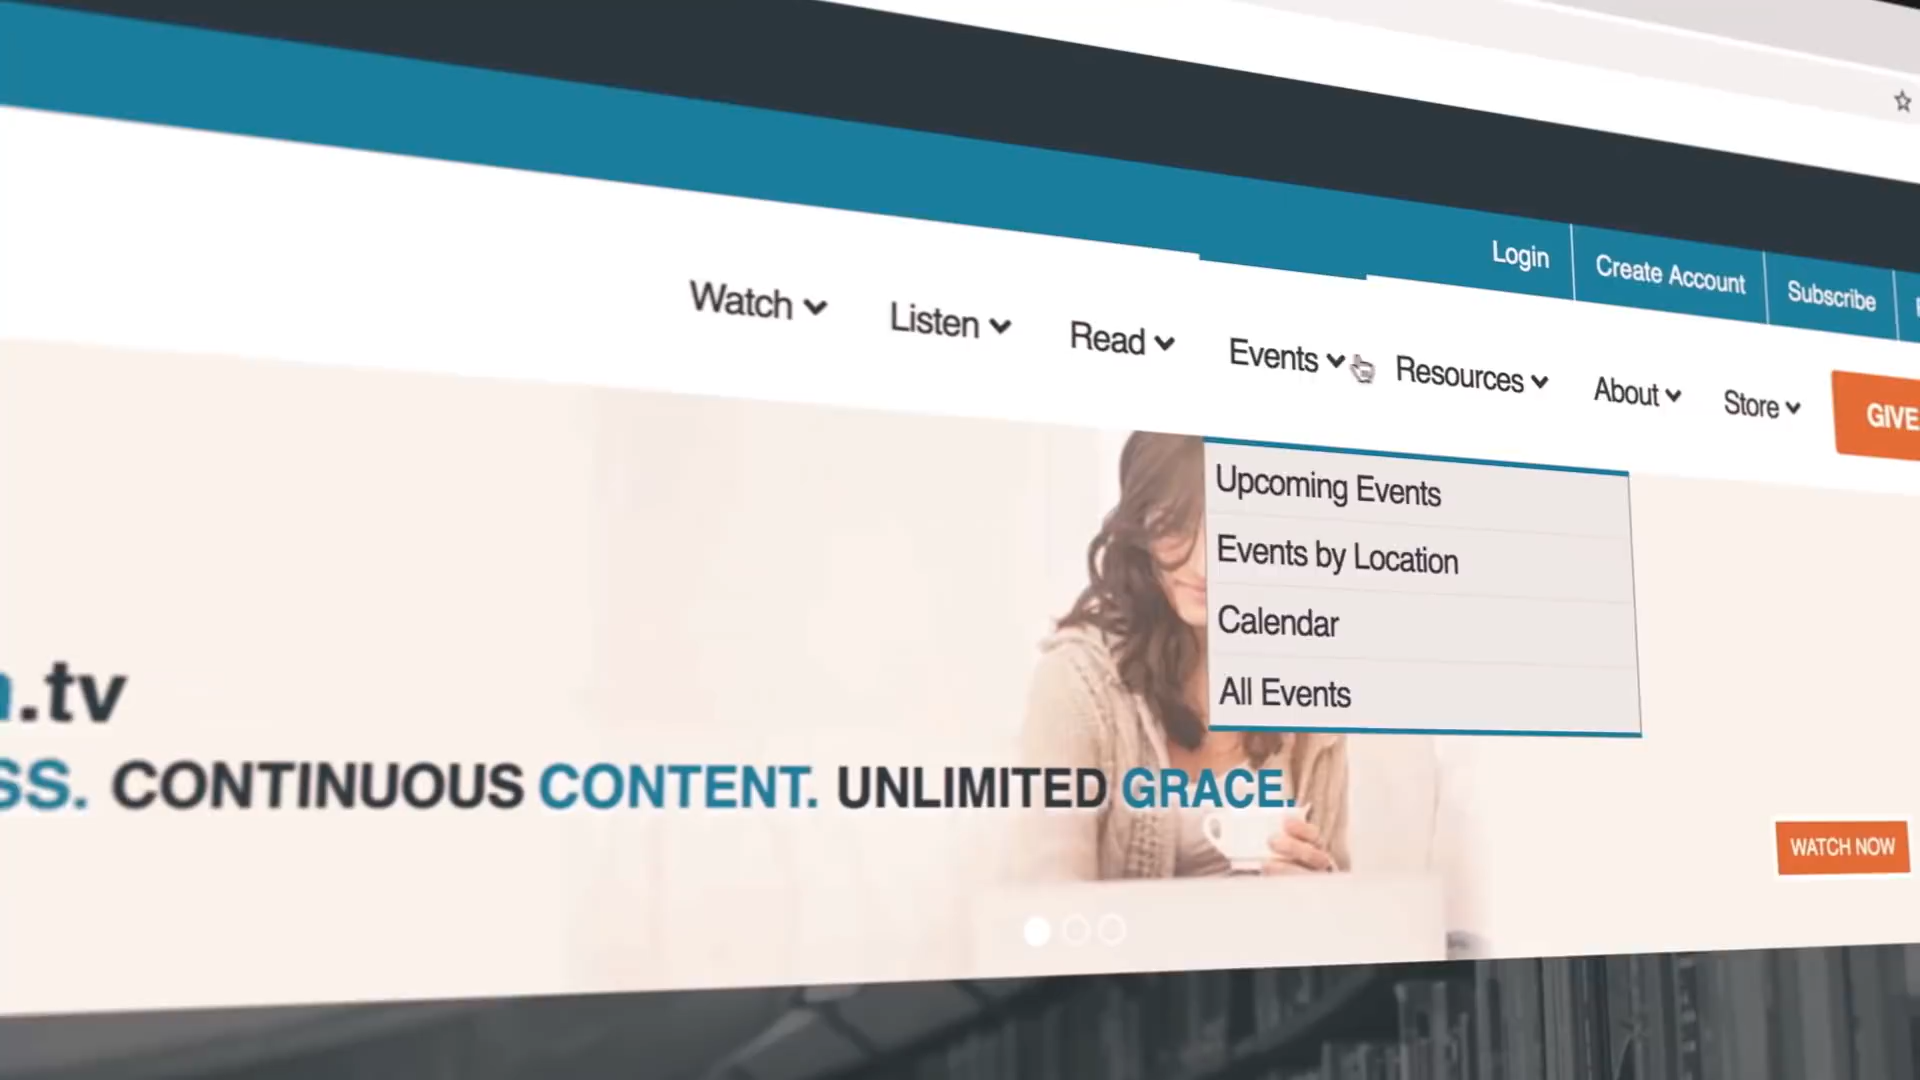 Login
Create Account
Subscribe
Watch
Listen
Read
Events
Resources
About
Store
GIVE
Upcoming Events
Events by Location
Calendar
All Events
.tv
SS. CONTINUOUS CONTENT. UNLIMITED GRACE.
WATCH NOW